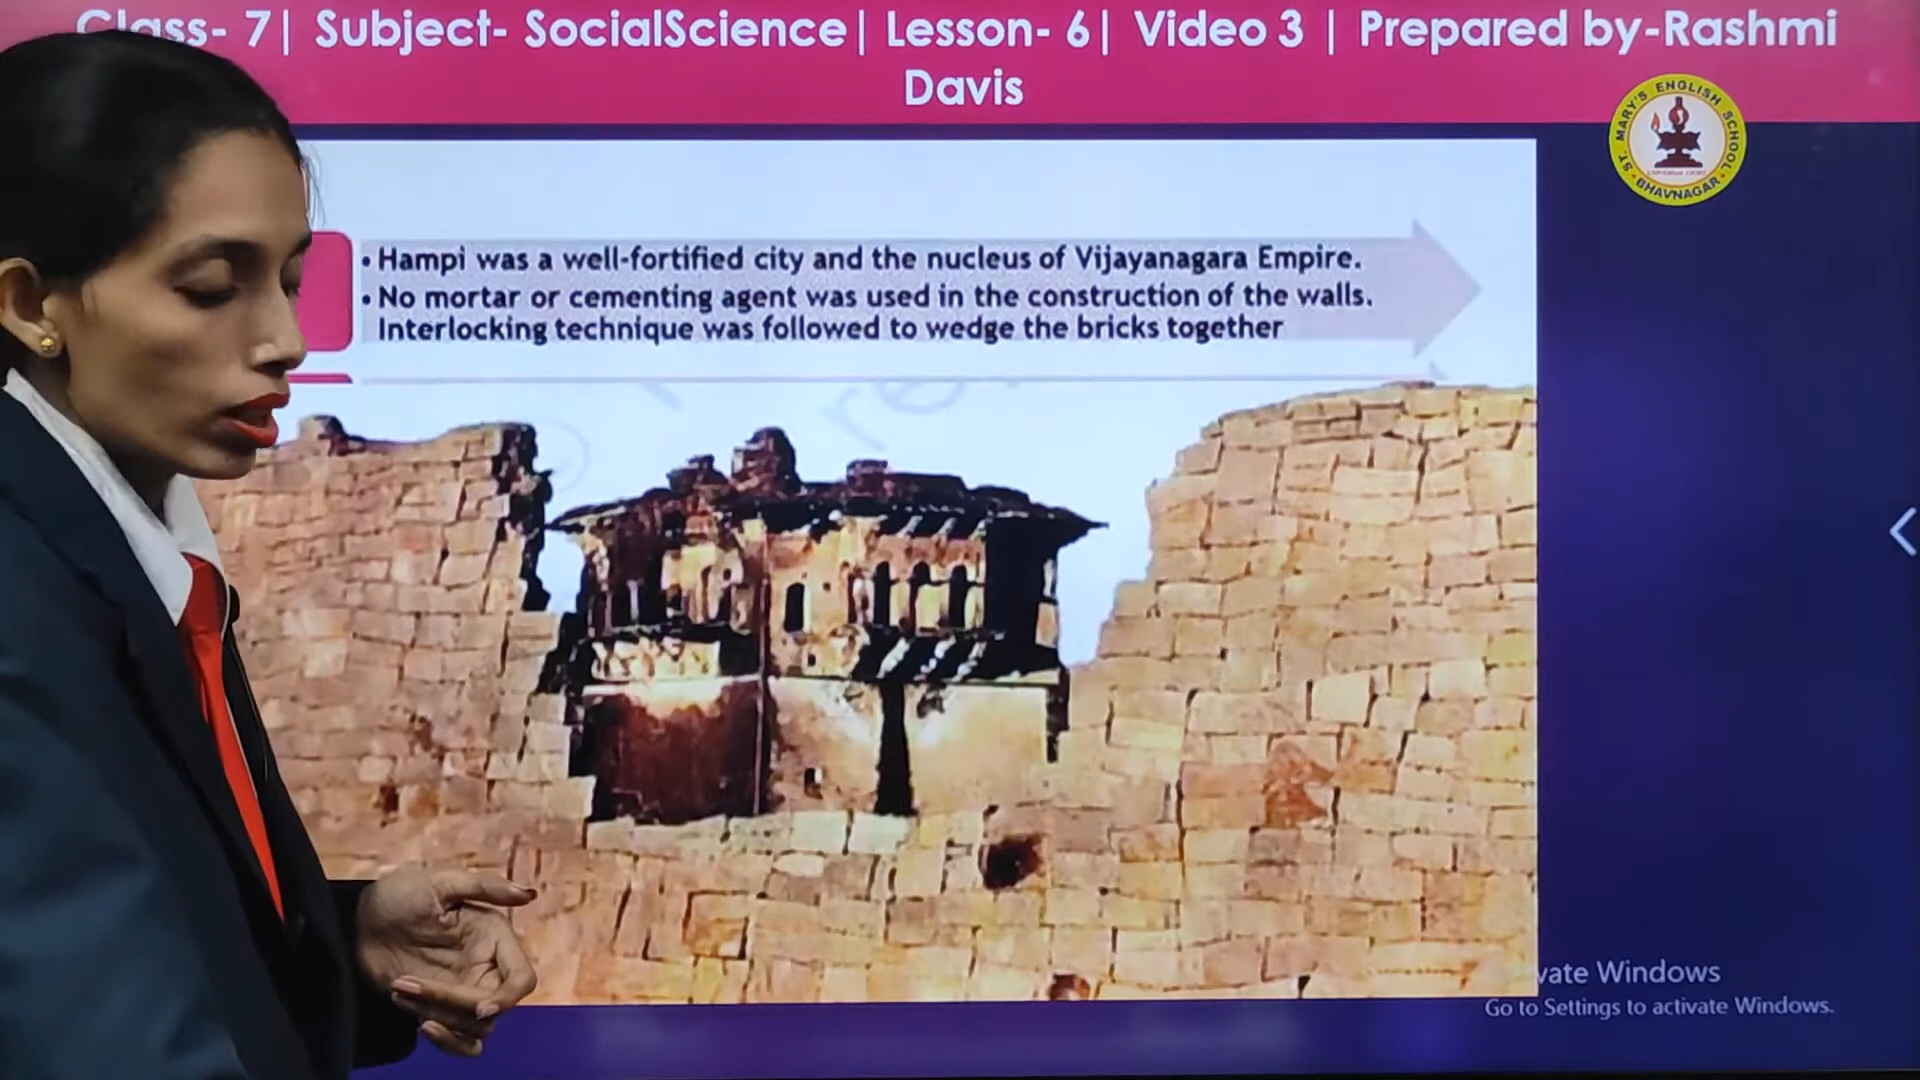 Class- 7| Subject- SocialScience| Lesson- 6| Video 3 | Prepared by-Rashmi
Davis
ST. MARY'S ENGLISH SCHOOL
BHAVNAGAR
• Hampi was a well-fortified city and the nucleus of Vijayanagara Empire.
• No mortar or cementing agent was used in the construction of the walls.
Interlocking technique was followed to wedge the bricks together
vate Windows
Go to Settings to activate Windows.